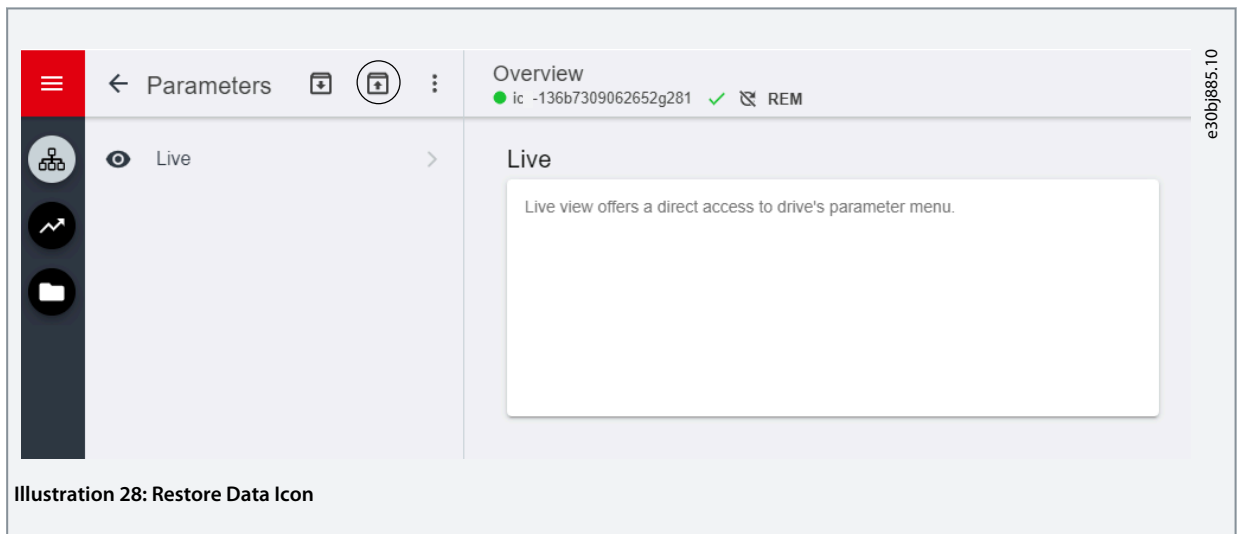 Parameters
Overview
ic -136b7309062652g281 REM
Live
Live
Live view offers a direct access to drive's parameter menu.
e30bj885.10
Illustration 28: Restore Data Icon